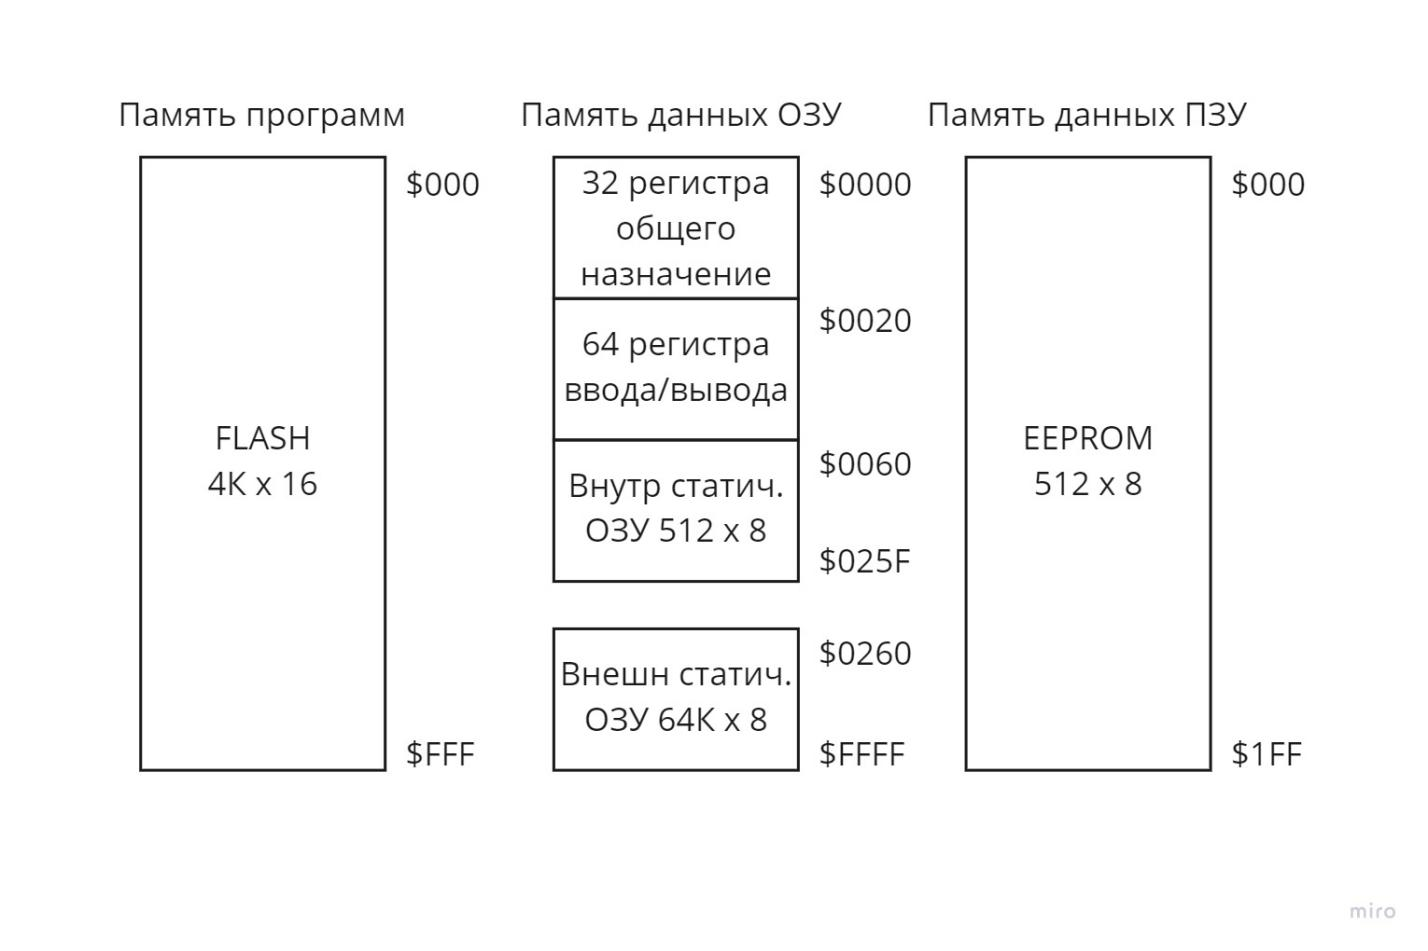 Память программ
$000
FLASH
4К x 16
$FFF
Память данных ОЗУ
32 регистра
общего
назначение
$0000
64 регистра
ввода/вывода
$0020
Внутр статич.
ОЗУ 512 x 8
$0060
$025F
Внешн статич.
ОЗУ 64К x 8
$0260
$FFFF
Память данных ПЗУ
$000
EEPROM
512 x 8
$1FF
miro